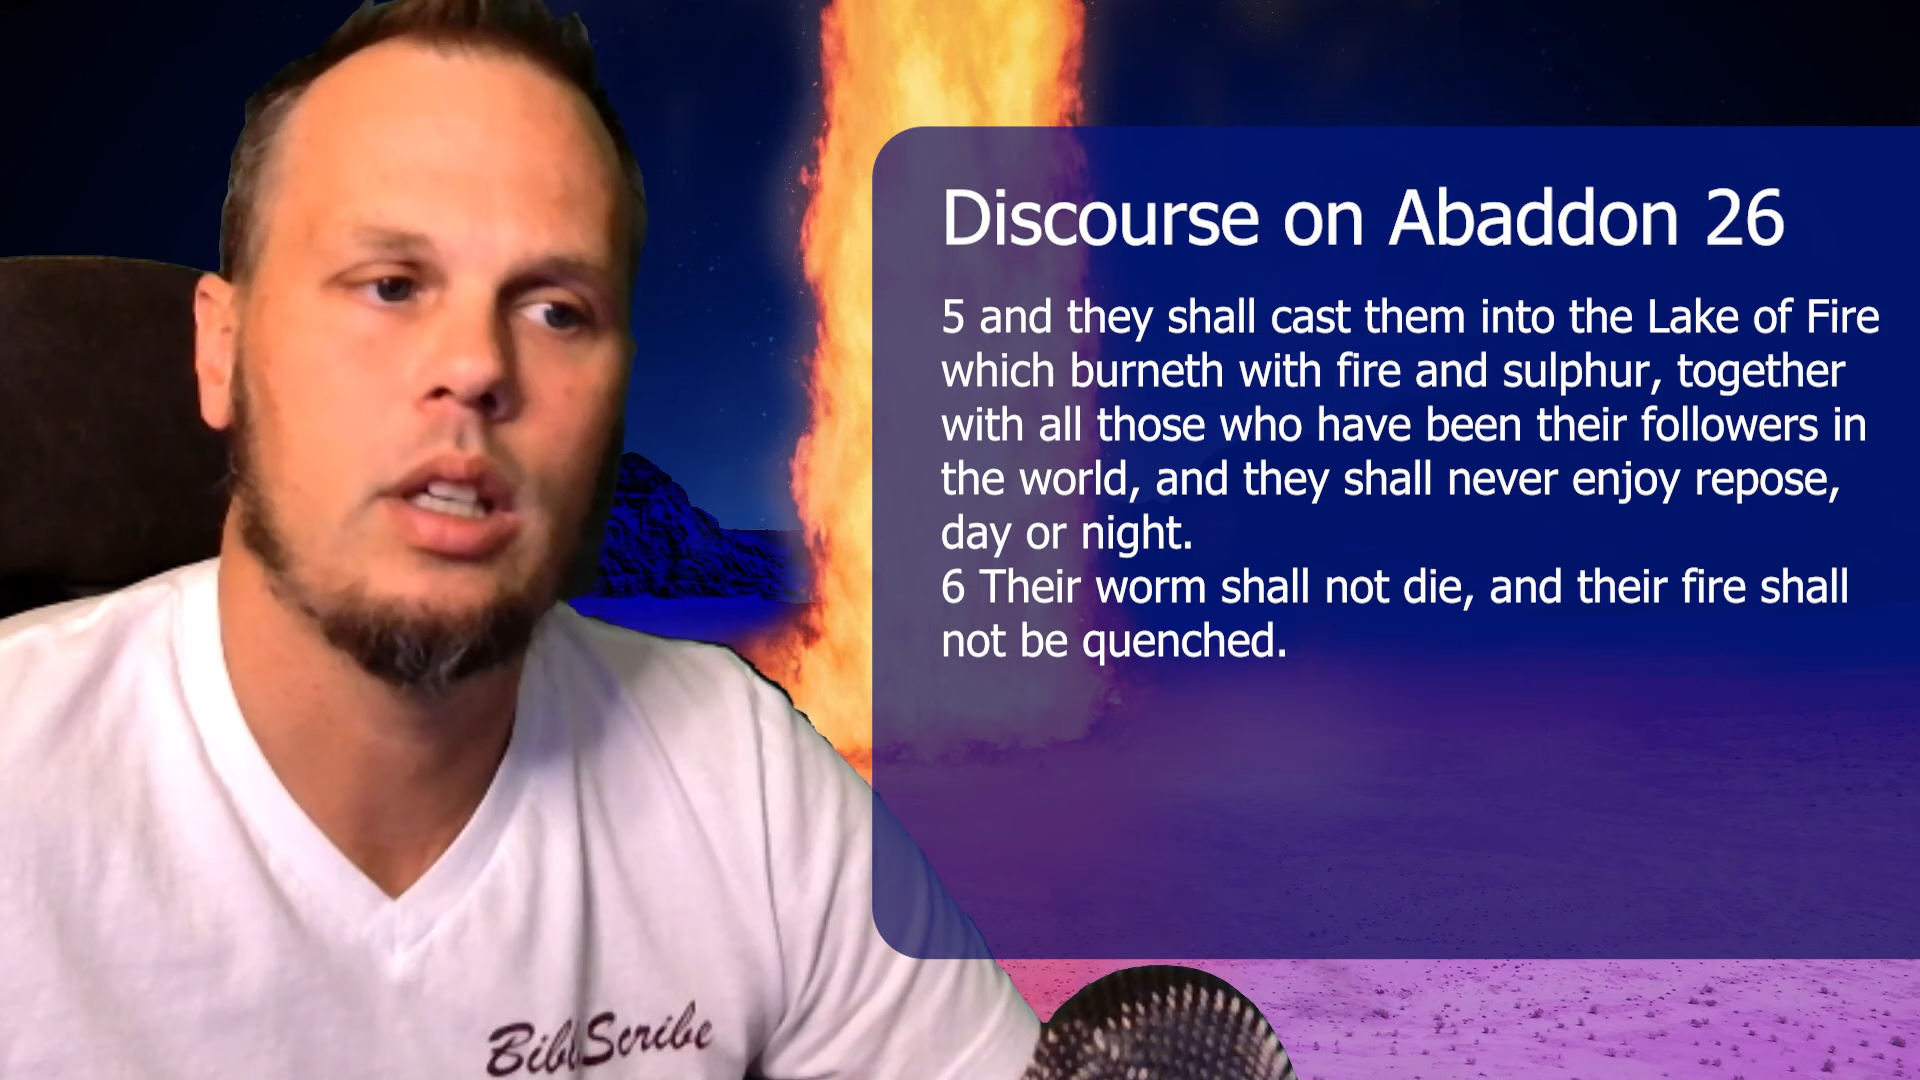 Discourse on Abaddon 26
5 and they shall cast them into the Lake of Fire
which burneth with fire and sulphur, together
with all those who have been their followers in
the world, and they shall never enjoy repose,
day or night.
6 Their worm shall not die, and their fire shall
not be quenched.
BibleScribe